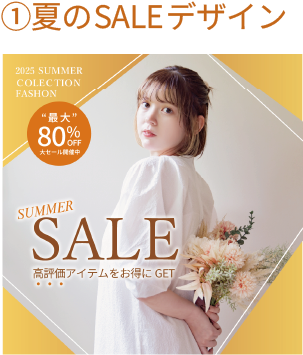 ①夏のSALEデザイン
2025 SUMMER
COLECTION
FASHON
“最大”
80%
OFF
大セール開催中
SUMMER
SALE
高評価アイテムをお得に GET